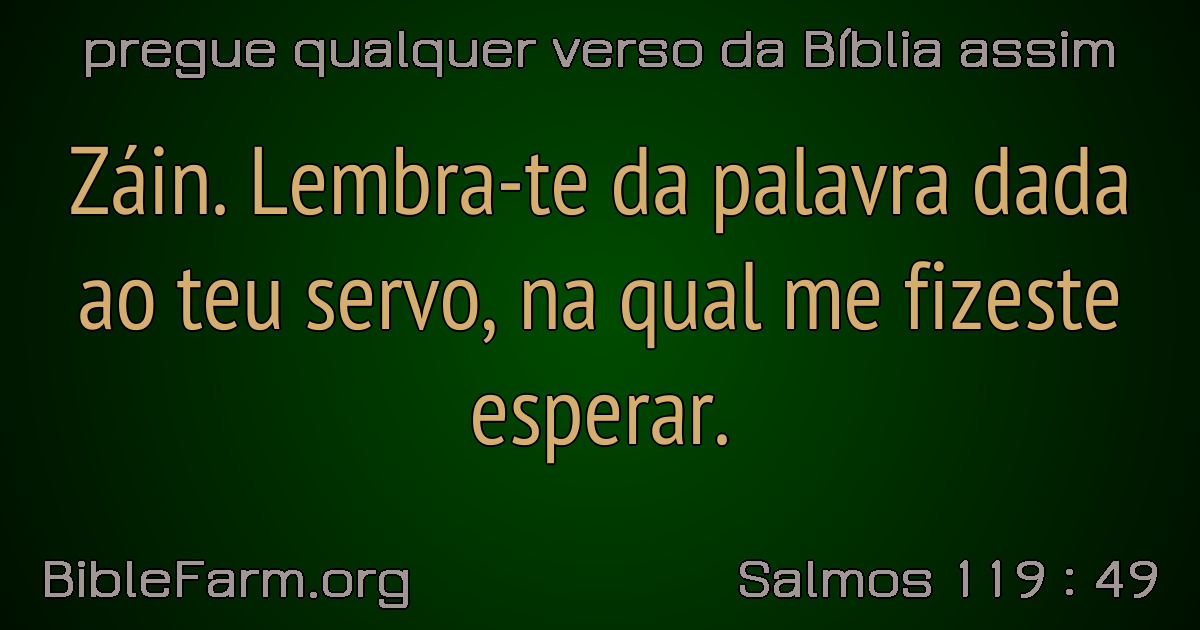 pregue qualquer verso da Bíblia assim
Záin. Lembra-te da palavra dada
ao teu servo, na qual me fizeste
esperar.
BibleFarm.org
Salmos 119 : 49